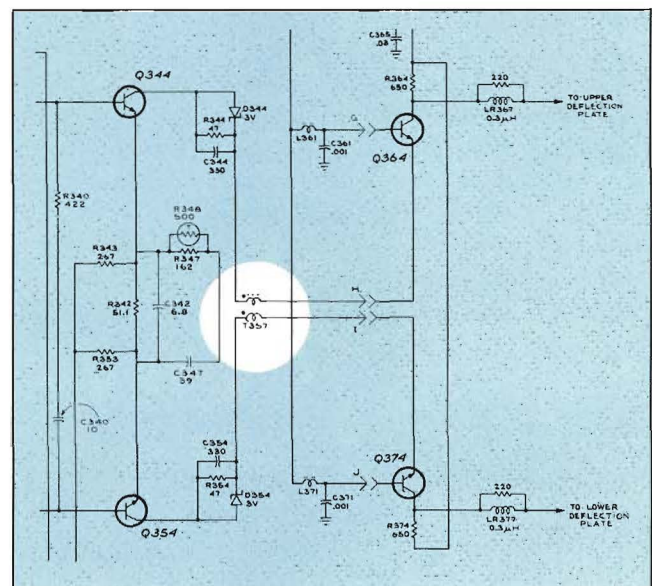 C365
.03
Q344
D344
3V
R344
47
C344
330
R364
650
220
LR367
0.3µH
TO UPPER
DEFLECTION
PLATE
G
L361
C361
.001
Q364
R340
422
R348
500
R347
162
R343
267
R342
51.1
C342
6.8
H
I
T357
R353
267
C347
39
C340
10
C354
330
R354
47
D354
3V
Q354
Q374
J
L371
C371
.001
R374
650
220
LR377
0.3µH
TO LOWER
DEFLECTION
PLATE